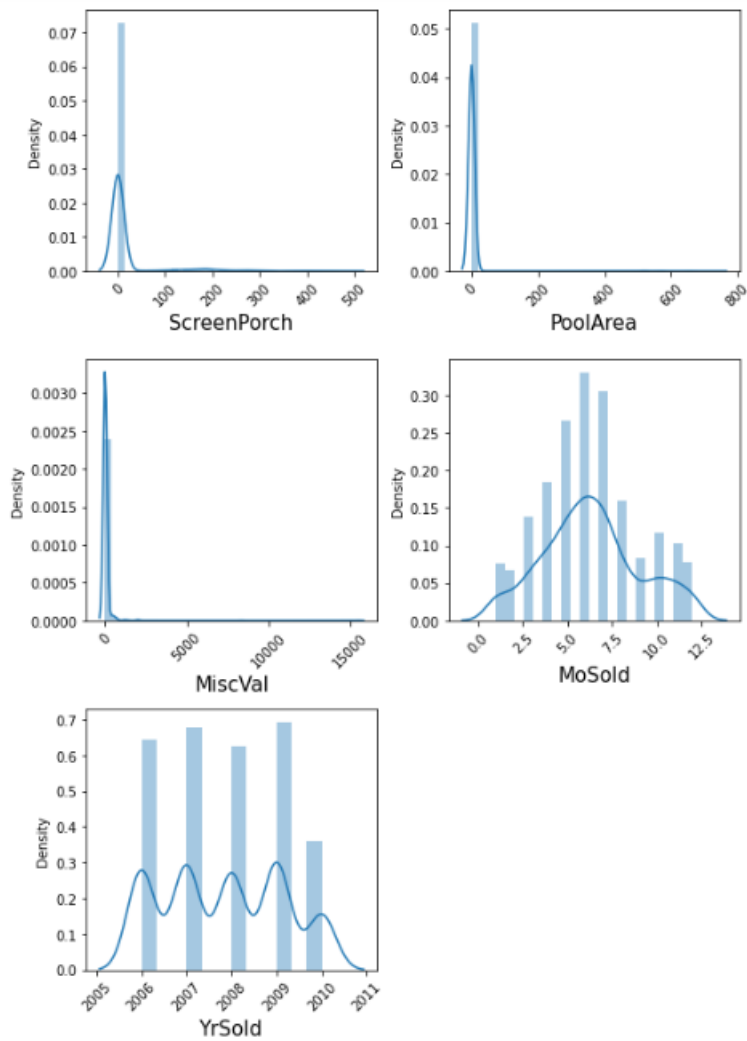 0.07
0.06
0.05
0.04
0.03
0.02
0.01
0.00
Density
0 100 200 300 400 500
ScreenPorch
0.05
0.04
0.03
0.02
0.01
0.00
Density
0 200 400 600 800
PoolArea
0.0030
0.0025
0.0020
0.0015
0.0010
0.0005
0.0000
Density
0 5000 10000 15000
MiscVal
0.30
0.25
0.20
0.15
0.10
0.05
0.00
Density
0.0 2.5 5.0 7.5 10.0 12.5
MoSold
0.7
0.6
0.5
0.4
0.3
0.2
0.1
0.0
Density
2005 2006 2007 2008 2009 2010 2011
YrSold